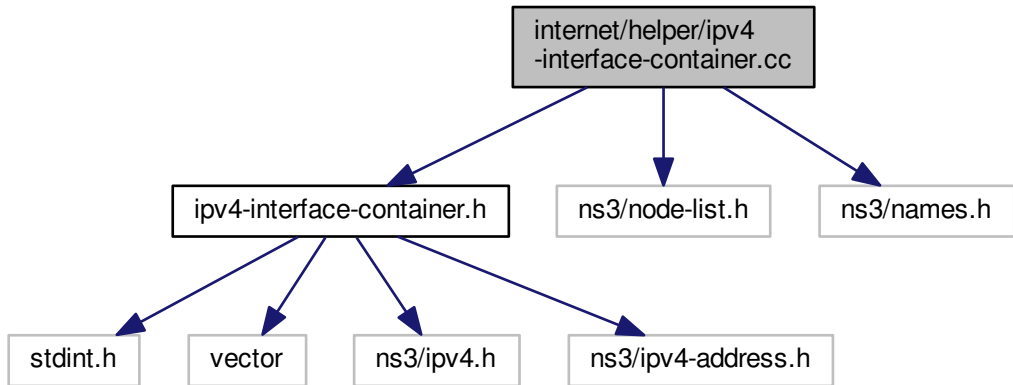 internet/helper/ipv4
-interface-container.cc
ipv4-interface-container.h
ns3/node-list.h
ns3/names.h
stdint.h
vector
ns3/ipv4.h
ns3/ipv4-address.h